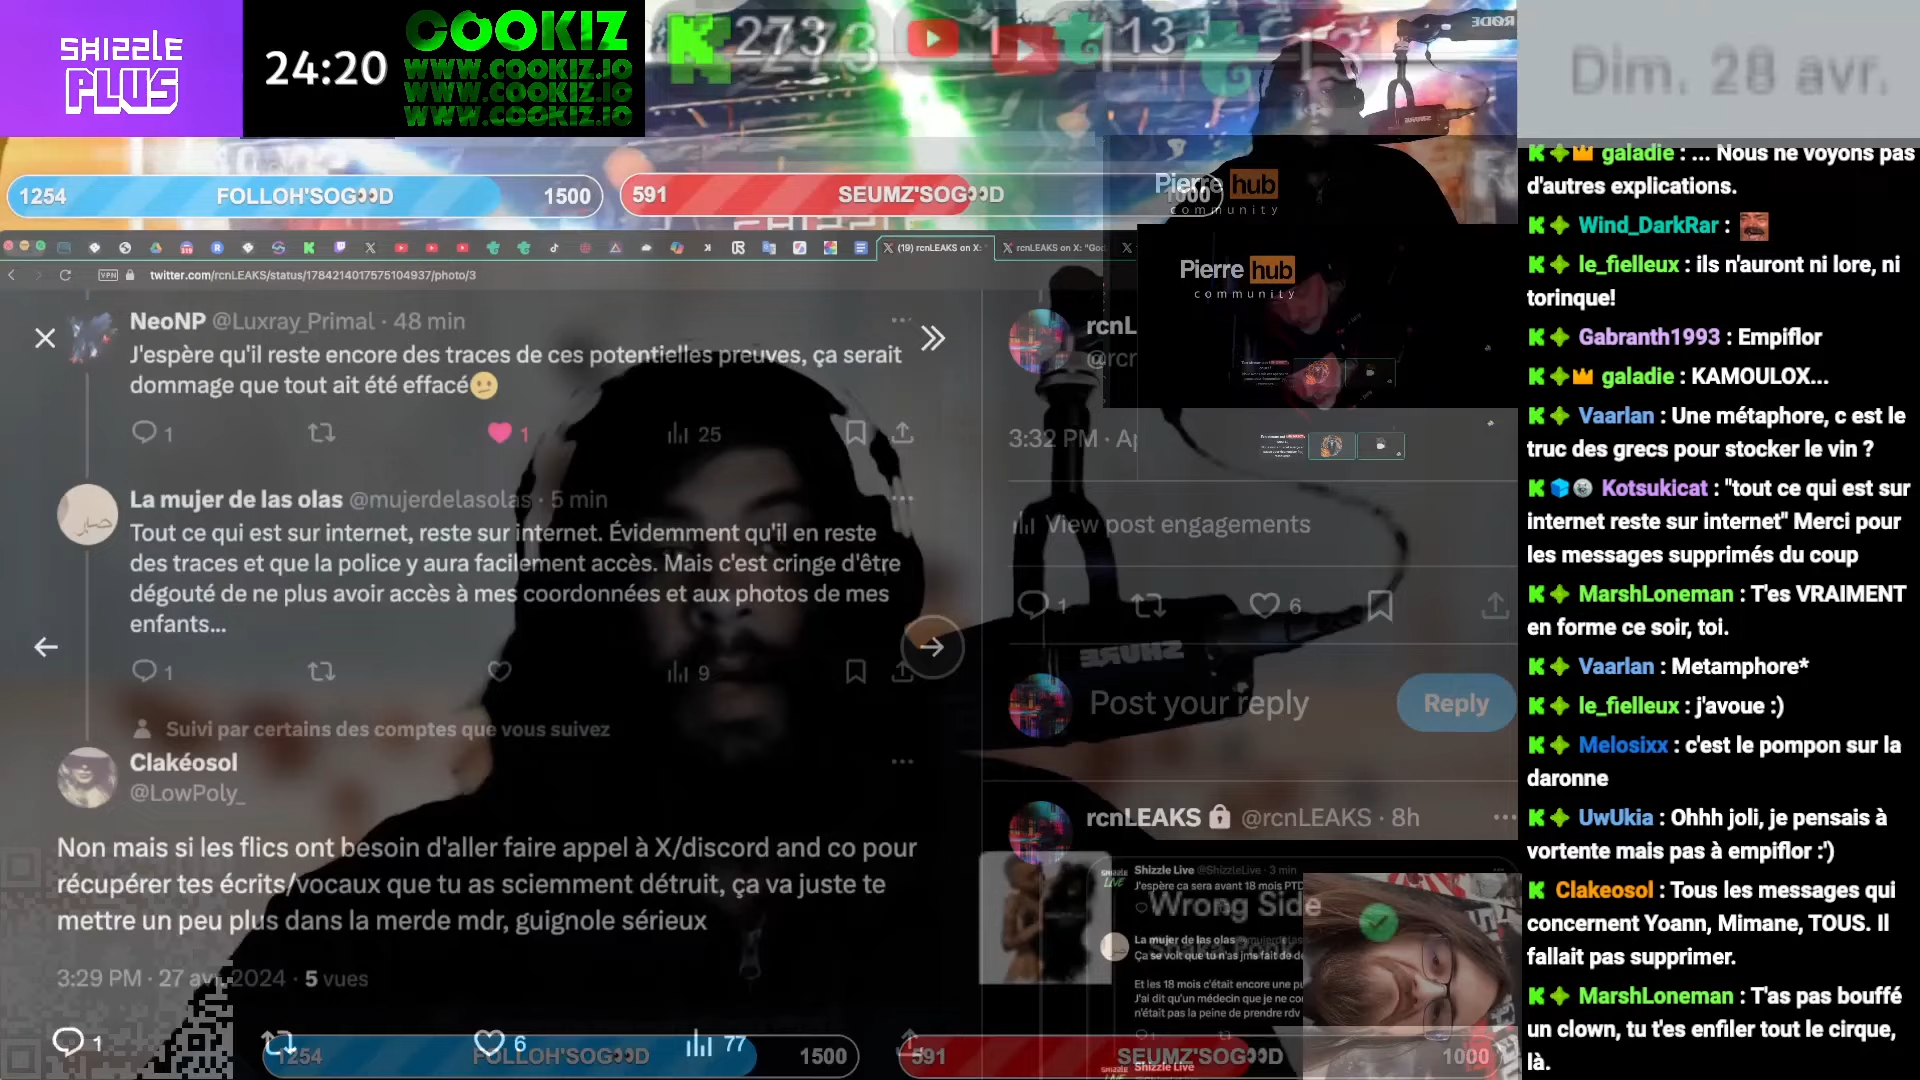 SHIZZLE
PLUS
24:20
COOKIZ
WWW.COOKIZ.IO
WWW.COOKIZ.IO
WWW.COOKIZ.IO
273
1
13
Dim. 28 avr.
1254 FOLLOH'SOG👀D 1500
591 SEUMZ'SOG👀D 1000
Pierre hub
community
Pierre hub
community
(19) rcnLEAKS on X: "
rcnLEAKS on X: "Goo
VPN twitter.com/rcnLEAKS/status/1784214017575104937/photo/3
NeoNP @Luxray_Primal · 48 min
J'espère qu'il reste encore des traces de ces potentielles preuves, ça serait
dommage que tout ait été effacé😕
1 1 25
La mujer de las olas @mujerdelasolas · 5 min
Tout ce qui est sur internet, reste sur internet. Évidemment qu'il en reste
des traces et que la police y aura facilement accès. Mais c'est cringe d'être
dégouté de ne plus avoir accès à mes coordonnées et aux photos de mes
enfants...
1 9
Suivi par certains des comptes que vous suivez
Clakéosol
@LowPoly_
Non mais si les flics ont besoin d'aller faire appel à X/discord and co pour
récupérer tes écrits/vocaux que tu as sciemment détruit, ça va juste te
mettre un peu plus dans la merde mdr, guignole sérieux
3:29 PM · 27 avr. 2024 · 5 vues
1 6 77
1254 FOLLOH'SOG👀D 1500
591 SEUMZ'SOG👀D 1000
rcnL
@rcr
3:32 PM · Ap
View post engagements
1 6
SHURE
Post your reply
Reply
rcnLEAKS @rcnLEAKS · 8h
Shizzle Live @ShizzleLive · 3 min
J'espère ca sera avant 18 mois PTD
Wrong Side
La mujer de las olas
Ça se voit que tu n'as jms fait de de
Et les 18 mois c'était encore une pu
J'ai dit qu'un médecin que je ne co
n'était pas la peine de prendre rdv
Shizzle Live
galadie : ... Nous ne voyons pas
d'autres explications.
Wind_DarkRar :
le_fielleux : ils n'auront ni lore, ni
torinque!
Gabranth1993 : Empiflor
galadie : KAMOULOX...
Vaarlan : Une métaphore, c est le
truc des grecs pour stocker le vin ?
Kotsukicat : "tout ce qui est sur
internet reste sur internet" Merci pour
les messages supprimés du coup
MarshLoneman : T'es VRAIMENT
en forme ce soir, toi.
Vaarlan : Metamphore*
le_fielleux : j'avoue :)
Melosixx : c'est le pompon sur la
daronne
UwUkia : Ohhh joli, je pensais à
vortente mais pas à empiflor :')
Clakeosol : Tous les messages qui
concernent Yoann, Mimane, TOUS. Il
fallait pas supprimer.
MarshLoneman : T'as pas bouffé
un clown, tu t'es enfiler tout le cirque,
là.